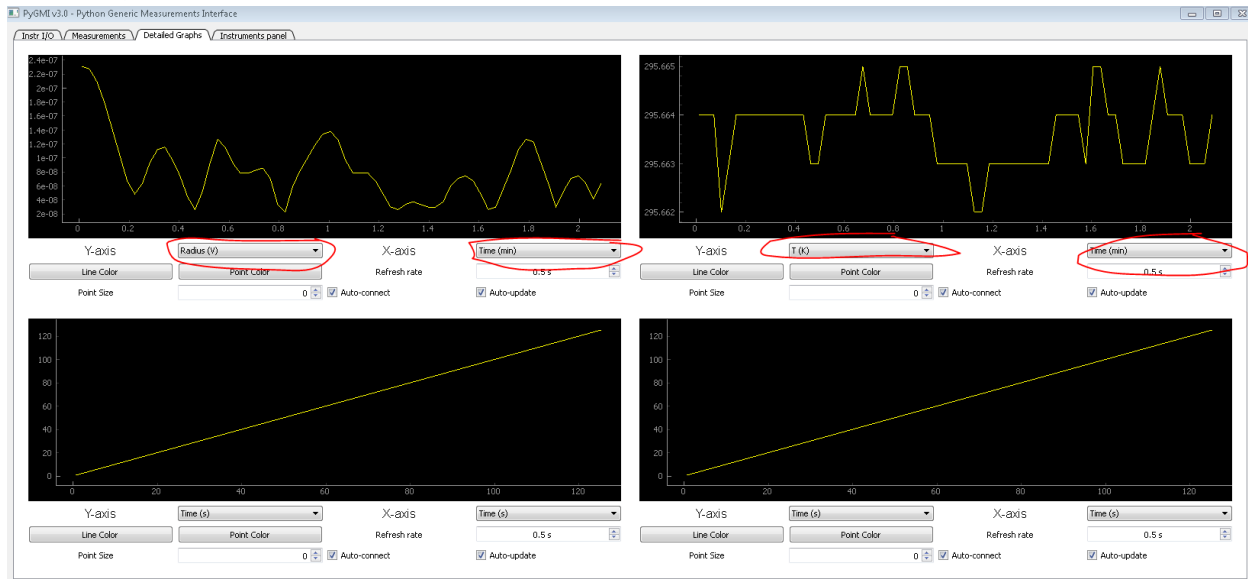 PyGMI v3.0 - Python Generic Measurements Interface
Instr I/O Measurements Detailed Graphs Instruments panel
2.4e-07
2.2e-07
2e-07
1.8e-07
1.6e-07
1.4e-07
1.2e-07
1e-07
8e-08
6e-08
4e-08
2e-08
0 0.2 0.4 0.6 0.8 1 1.2 1.4 1.6 1.8 2
Y-axis Radius (V) X-axis Time (min)
Line Color Point Color Refresh rate 0.5 s
Point Size 0 Auto-connect Auto-update
295.665
295.664
295.663
295.662
0 0.2 0.4 0.6 0.8 1 1.2 1.4 1.6 1.8 2
Y-axis T (K) X-axis Time (min)
Line Color Point Color Refresh rate 0.5 s
Point Size 0 Auto-connect Auto-update
120
100
80
60
40
20
0
0 20 40 60 80 100 120
Y-axis Time (s) X-axis Time (s)
Line Color Point Color Refresh rate 0.5 s
Point Size 0 Auto-connect Auto-update
120
100
80
60
40
20
0
0 20 40 60 80 100 120
Y-axis Time (s) X-axis Time (s)
Line Color Point Color Refresh rate 0.5 s
Point Size 0 Auto-connect Auto-update